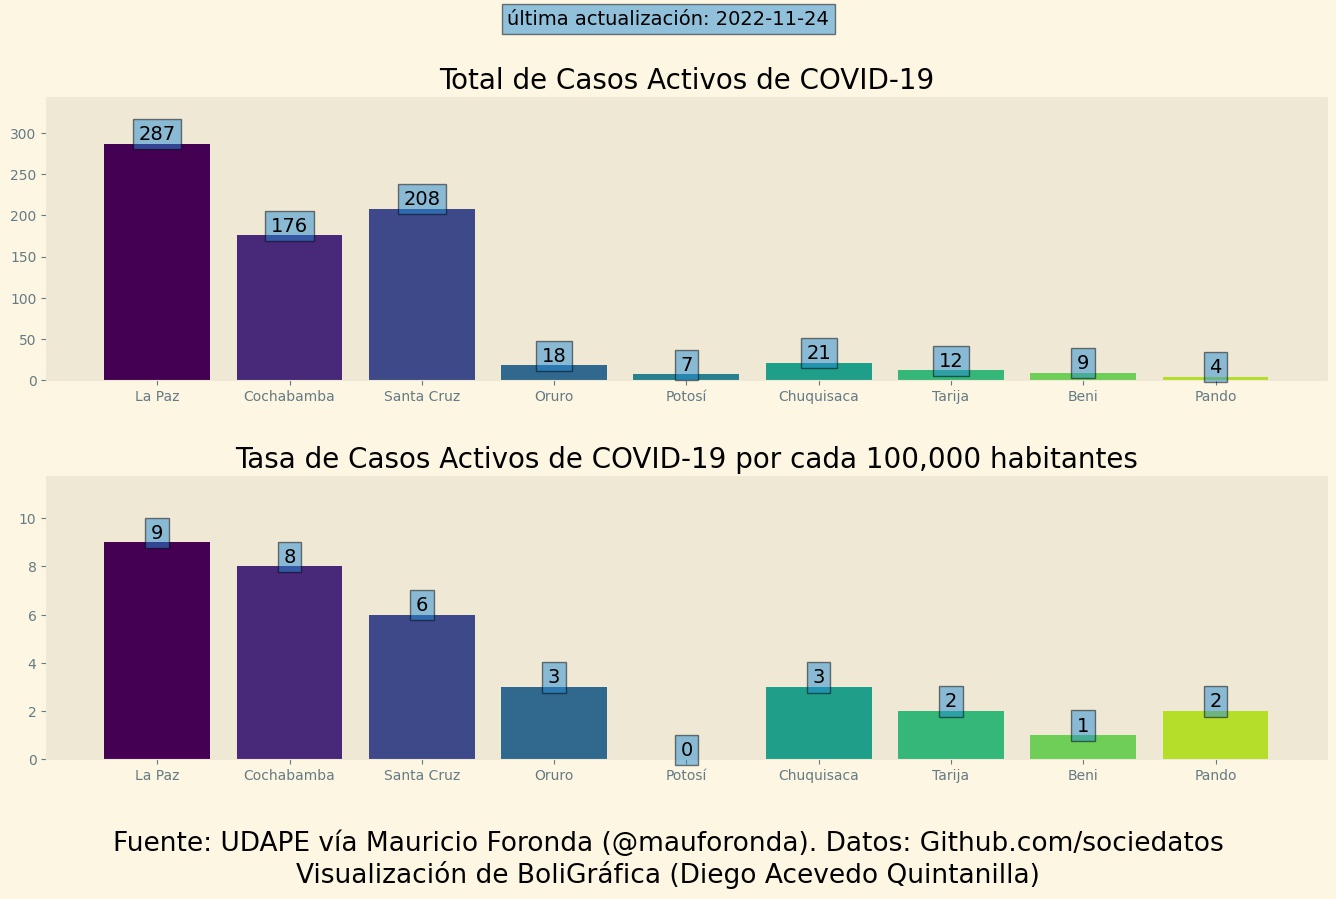 última actualización: 2022-11-24
Total de Casos Activos de COVID-19
300
250
200
150
100
50
0
287
176
208
18
7
21
12
9
4
La Paz
Cochabamba
Santa Cruz
Oruro
Potosí
Chuquisaca
Tarija
Beni
Pando
Tasa de Casos Activos de COVID-19 por cada 100,000 habitantes
10
8
6
4
2
0
9
8
6
3
0
3
2
1
2
La Paz
Cochabamba
Santa Cruz
Oruro
Potosí
Chuquisaca
Tarija
Beni
Pando
Fuente: UDAPE vía Mauricio Foronda (@mauforonda). Datos: Github.com/sociedatos
Visualización de BoliGráfica (Diego Acevedo Quintanilla)